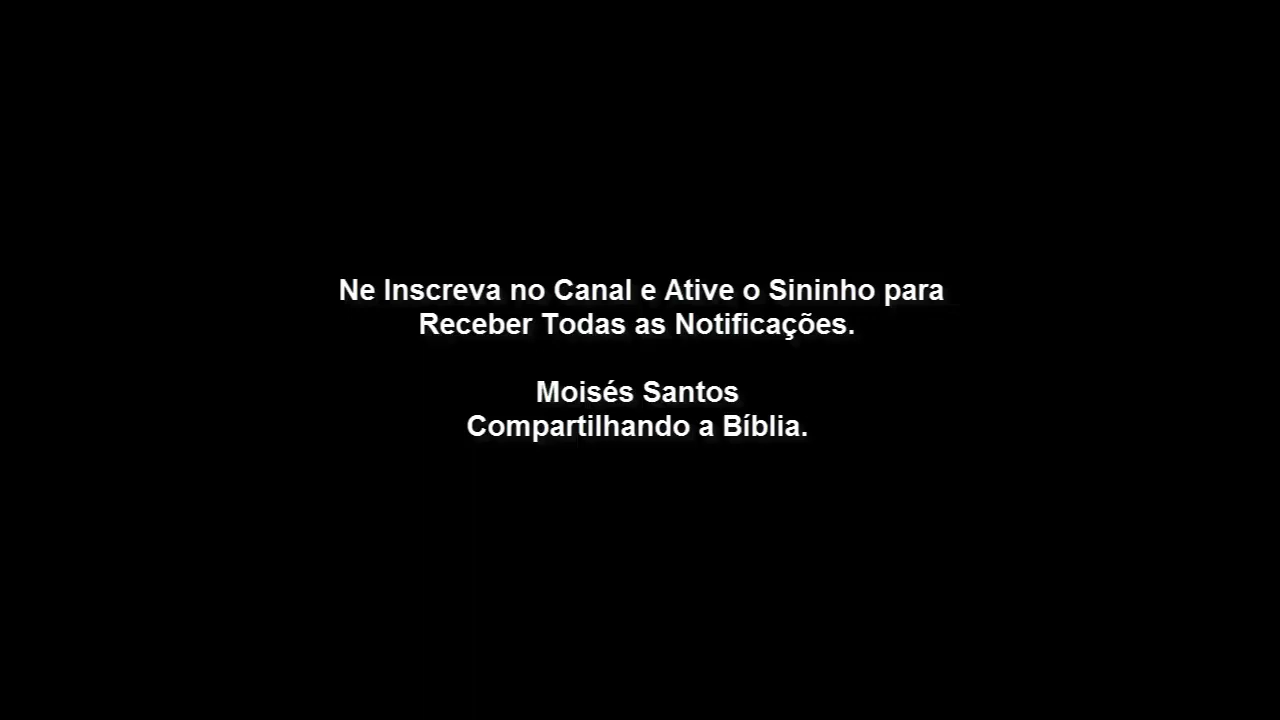 Ne Inscreva no Canal e Ative o Sininho para
Receber Todas as Notificações.
Moisés Santos
Compartilhando a Bíblia.